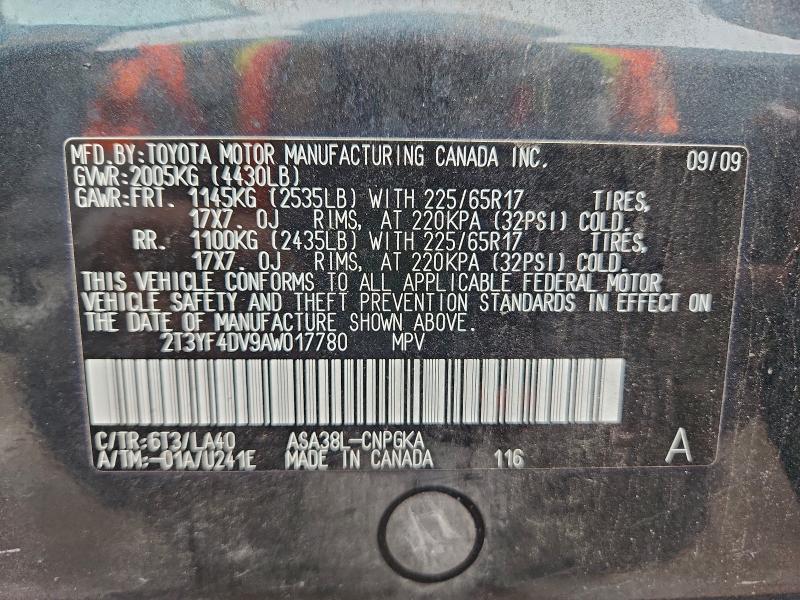 MFD.BY:TOYOTA MOTOR MANUFACTURING CANADA INC. 09/09
GVWR:2005KG (4430LB)
GAWR:FRT. 1145KG (2535LB) WITH 225/65R17 TIRES,
17X7.0J RIMS, AT 220KPA (32PSI) COLD.
RR. 1100KG (2435LB) WITH 225/65R17 TIRES,
17X7.0J RIMS, AT 220KPA (32PSI) COLD.
THIS VEHICLE CONFORMS TO ALL APPLICABLE FEDERAL MOTOR
VEHICLE SAFETY AND THEFT PREVENTION STANDARDS IN EFFECT ON
THE DATE OF MANUFACTURE SHOWN ABOVE.
2T3YF4DV9AW017780 MPV
C/TR:6T3/LA40 ASA38L-CNPGKA A
A/TM:-01A/U241E MADE IN CANADA 116